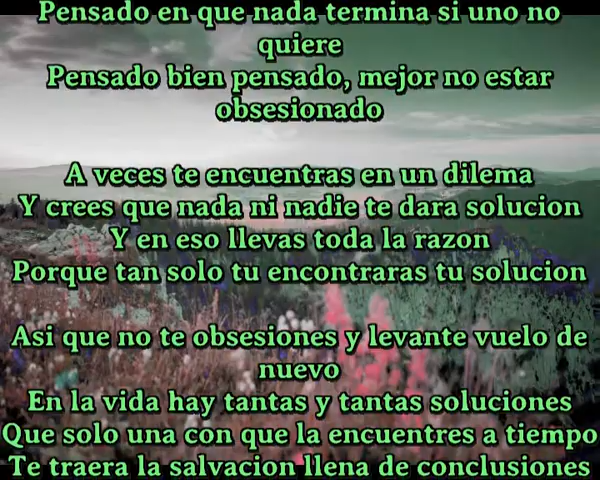 Pensado en que nada termina si uno no
quiere
Pensado bien pensado, mejor no estar
obsesionado
A veces te encuentras en un dilema
Y crees que nada ni nadie te dara solucion
Y en eso llevas toda la razon
Porque tan solo tu encontraras tu solucion
Asi que no te obsesiones y levante vuelo de
nuevo
En la vida hay tantas y tantas soluciones
Que solo una con que la encuentres a tiempo
Te traera la salvacion llena de conclusiones